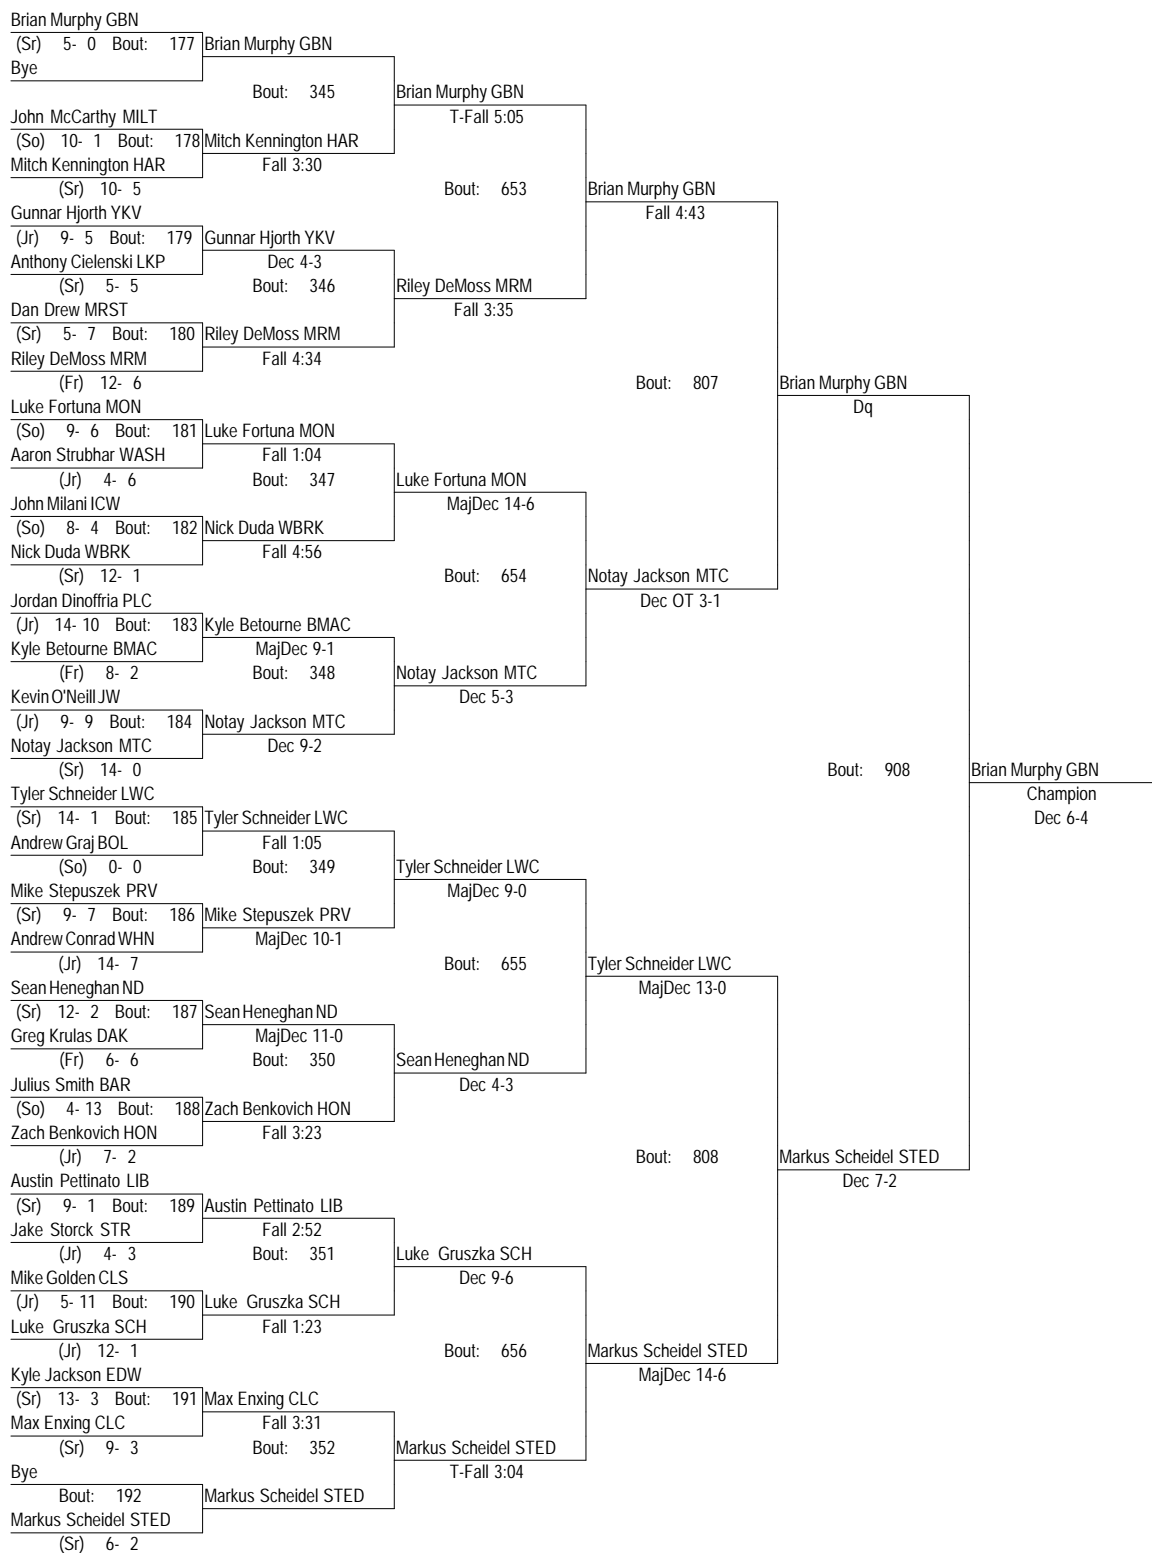 Brian Murphy GBN
(Sr) 5- 0 Bout: 177 Brian Murphy GBN
Bye
Bout: 345 Brian Murphy GBN
John McCarthy MILT T-Fall 5:05
(So) 10- 1 Bout: 178 Mitch Kennington HAR
Mitch Kennington HAR Fall 3:30
(Sr) 10- 5 Bout: 653 Brian Murphy GBN
Gunnar Hjorth YKV Fall 4:43
(Jr) 9- 5 Bout: 179 Gunnar Hjorth YKV
Anthony Cielenski LKP Dec 4-3
(Sr) 5- 5 Bout: 346 Riley DeMoss MRM
Dan Drew MRST Fall 3:35
(Sr) 5- 7 Bout: 180 Riley DeMoss MRM
Riley DeMoss MRM Fall 4:34
(Fr) 12- 6 Bout: 807 Brian Murphy GBN
Luke Fortuna MON Dq
(So) 9- 6 Bout: 181 Luke Fortuna MON
Aaron Strubhar WASH Fall 1:04
(Jr) 4- 6 Bout: 347 Luke Fortuna MON
John Milani ICW MajDec 14-6
(So) 8- 4 Bout: 182 Nick Duda WBRK
Nick Duda WBRK Fall 4:56
(Sr) 12- 1 Bout: 654 Notay Jackson MTC
Jordan Dinoffria PLC Dec OT 3-1
(Jr) 14- 10 Bout: 183 Kyle Betourne BMAC
Kyle Betourne BMAC MajDec 9-1
(Fr) 8- 2 Bout: 348 Notay Jackson MTC
Kevin O'Neill JW Dec 5-3
(Jr) 9- 9 Bout: 184 Notay Jackson MTC
Notay Jackson MTC Dec 9-2
(Sr) 14- 0 Bout: 908 Brian Murphy GBN
Tyler Schneider LWC Champion
(Sr) 14- 1 Bout: 185 Tyler Schneider LWC Dec 6-4
Andrew Graj BOL Fall 1:05
(So) 0- 0 Bout: 349 Tyler Schneider LWC
Mike Stepuszek PRV MajDec 9-0
(Sr) 9- 7 Bout: 186 Mike Stepuszek PRV
Andrew Conrad WHN MajDec 10-1
(Jr) 14- 7 Bout: 655 Tyler Schneider LWC
Sean Heneghan ND MajDec 13-0
(Sr) 12- 2 Bout: 187 Sean Heneghan ND
Greg Krulas DAK MajDec 11-0
(Fr) 6- 6 Bout: 350 Sean Heneghan ND
Julius Smith BAR Dec 4-3
(So) 4- 13 Bout: 188 Zach Benkovich HON
Zach Benkovich HON Fall 3:23
(Jr) 7- 2 Bout: 808 Markus Scheidel STED
Austin Pettinato LIB Dec 7-2
(Sr) 9- 1 Bout: 189 Austin Pettinato LIB
Jake Storck STR Fall 2:52
(Jr) 4- 3 Bout: 351 Luke Gruszka SCH
Mike Golden CLS Dec 9-6
(Jr) 5- 11 Bout: 190 Luke Gruszka SCH
Luke Gruszka SCH Fall 1:23
(Jr) 12- 1 Bout: 656 Markus Scheidel STED
Kyle Jackson EDW MajDec 14-6
(Sr) 13- 3 Bout: 191 Max Enxing CLC
Max Enxing CLC Fall 3:31
(Sr) 9- 3 Bout: 352 Markus Scheidel STED
Bye T-Fall 3:04
Bout: 192 Markus Scheidel STED
Markus Scheidel STED
(Sr) 6- 2